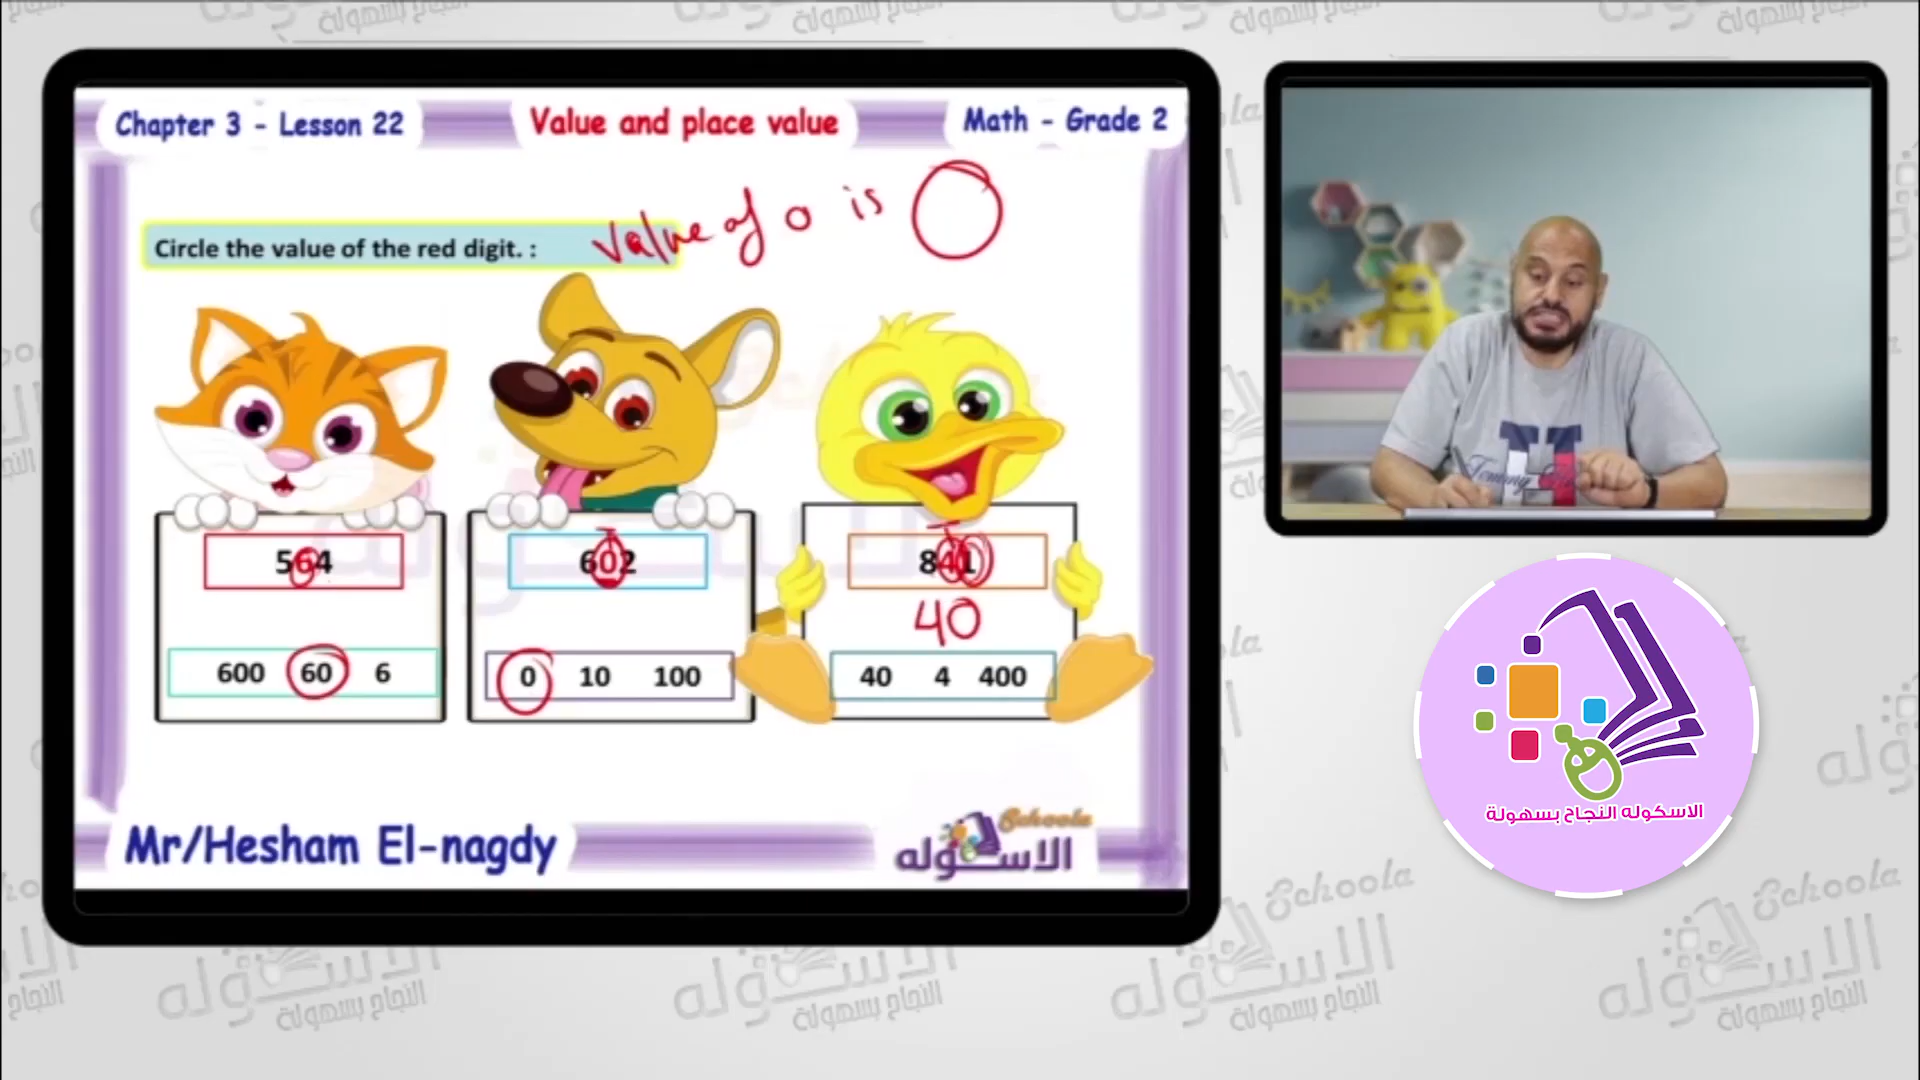 Chapter 3 - Lesson 22
Value and place value
Math - Grade 2
Circle the value of the red digit. :
Value of 0 is 0
564
602
841
40
600 60 6
0 10 100
40 4 400
Mr/Hesham El-nagdy
Schoola
الاسكوله
الاسكوله النجاح بسهولة